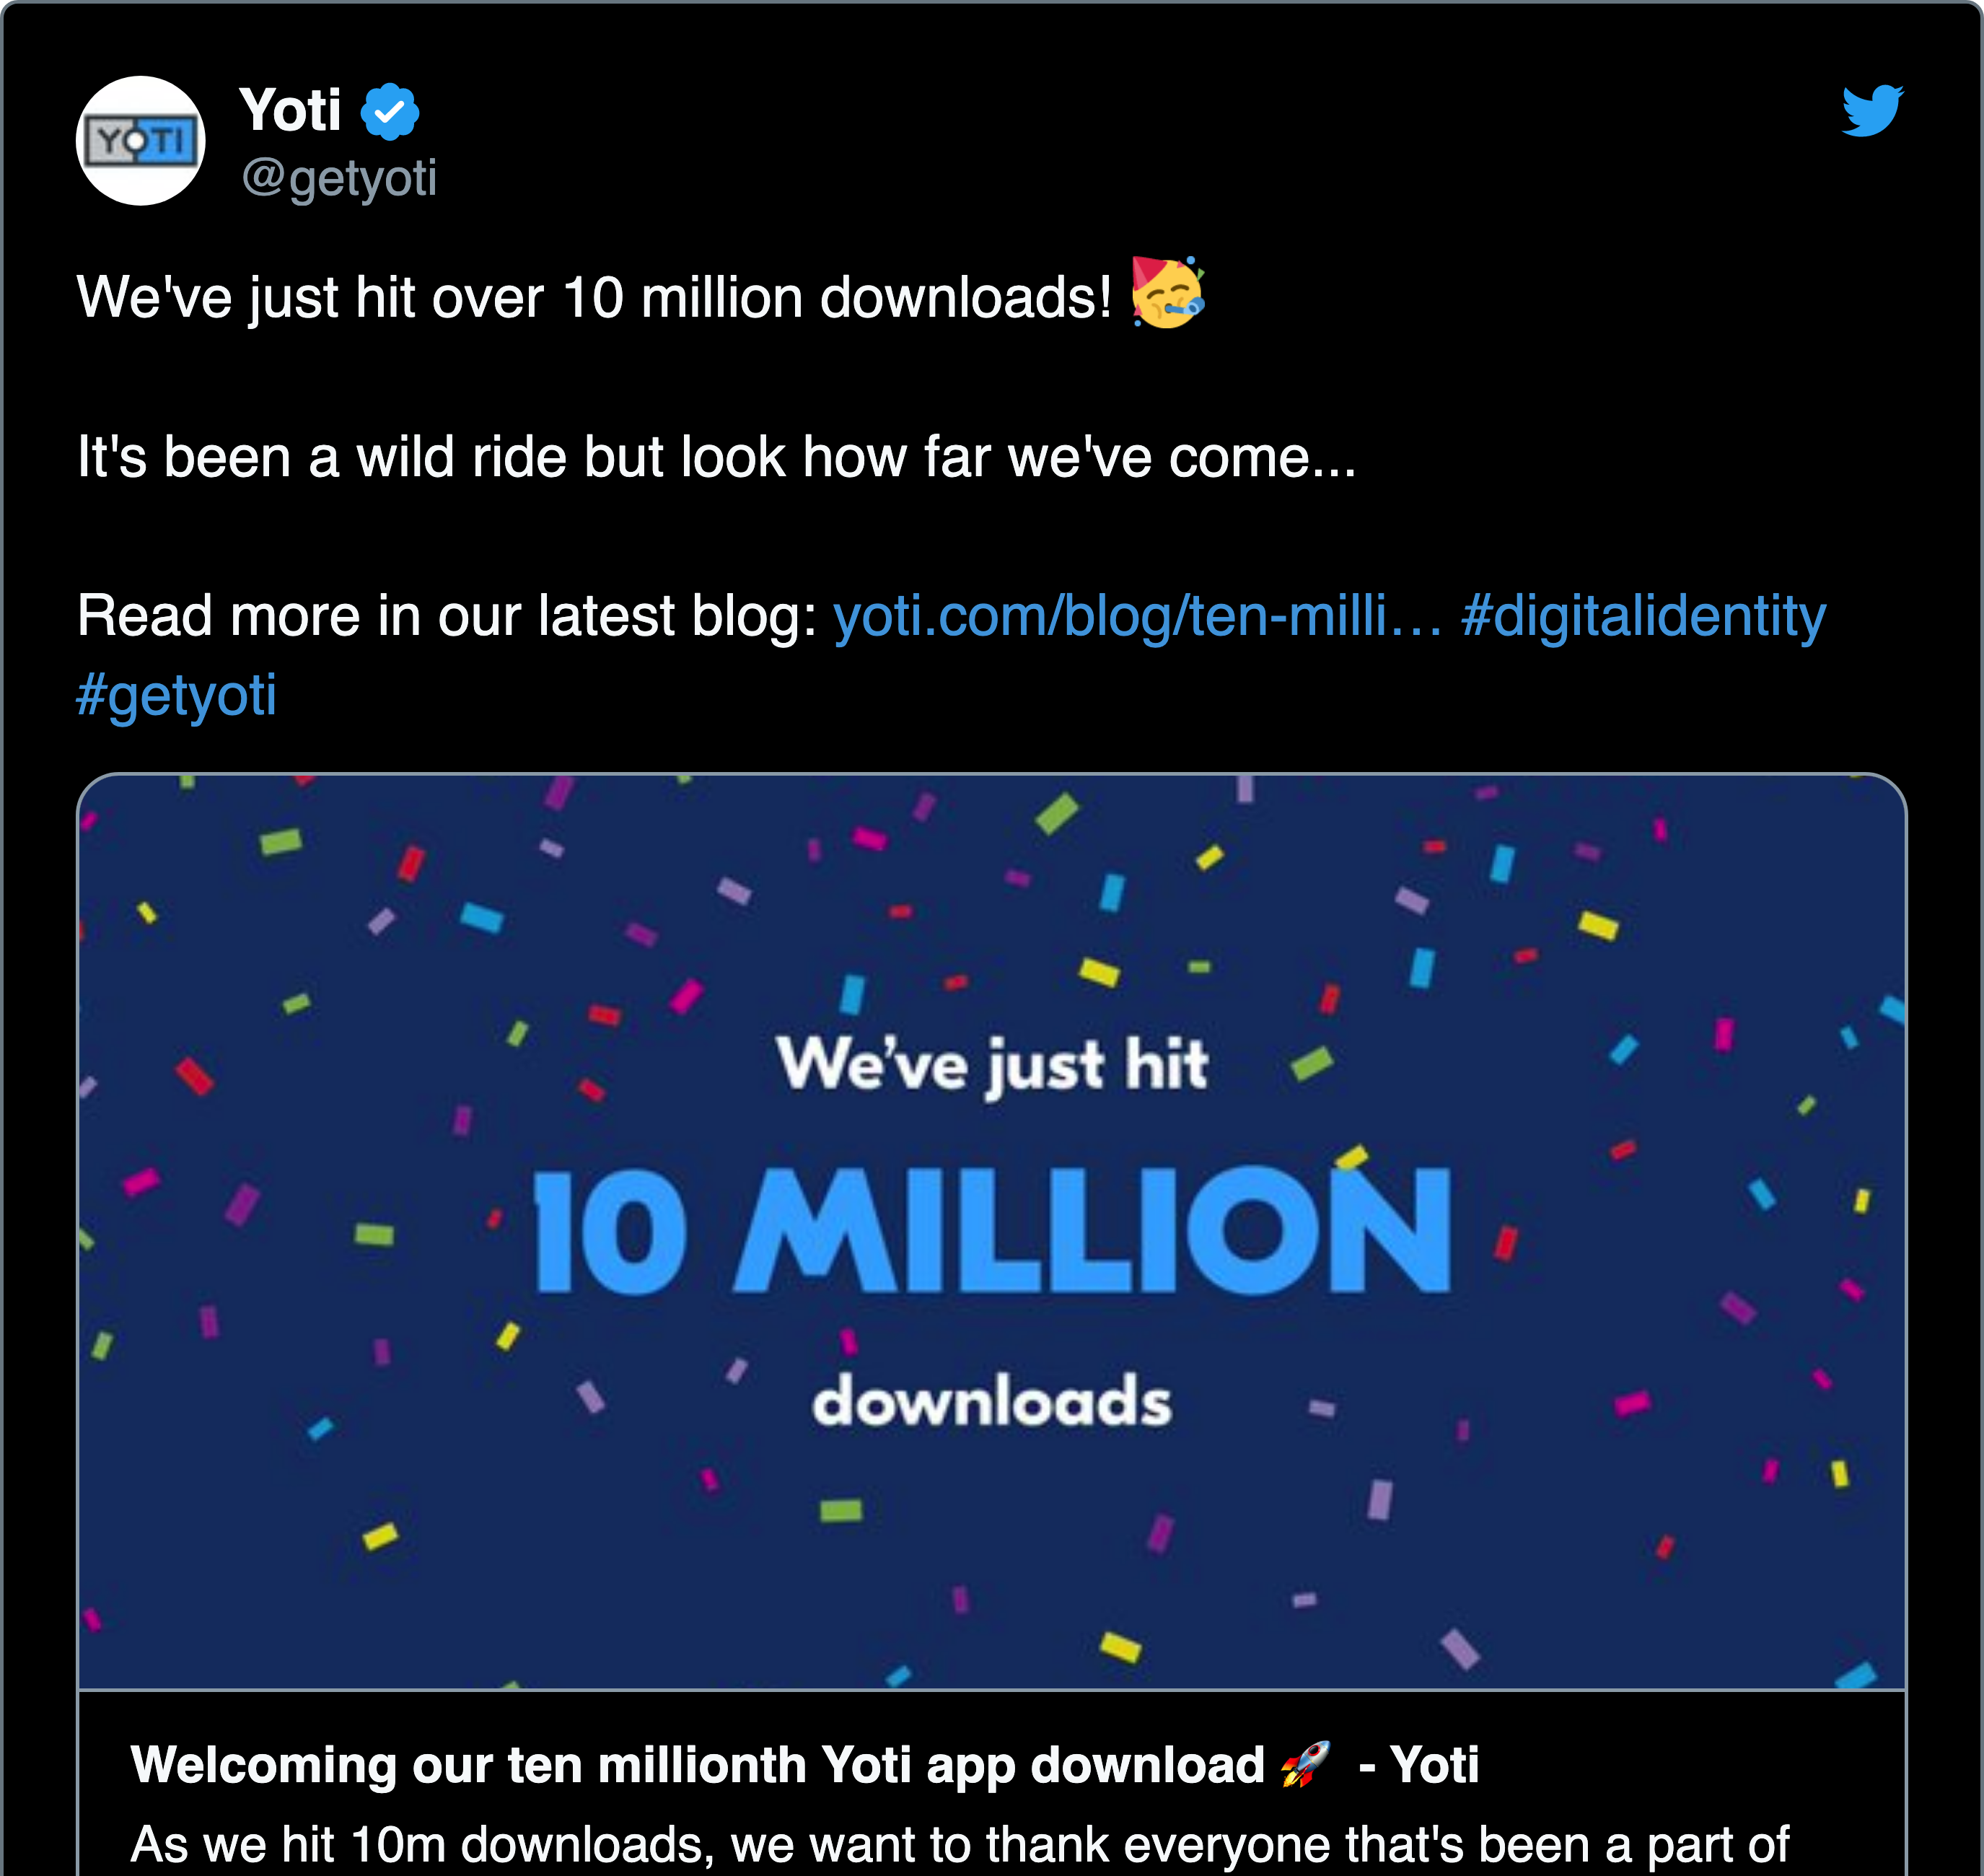 YOTI
Yoti
@getyoti
We've just hit over 10 million downloads! 🥳
It's been a wild ride but look how far we've come...
Read more in our latest blog: yoti.com/blog/ten-milli… #digitalidentity
#getyoti
We’ve just hit
10 MILLION
downloads
Welcoming our ten millionth Yoti app download 🚀 - Yoti
As we hit 10m downloads, we want to thank everyone that's been a part of